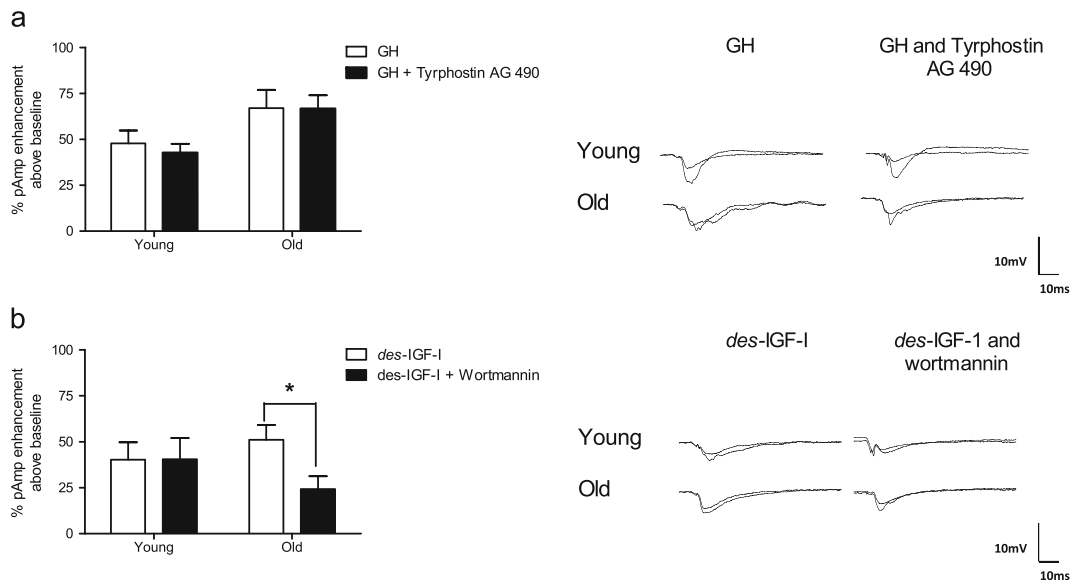 a
% pAmp enhancement
above baseline
100
75
50
25
0
Young
Old
GH
GH + Tyrphostin AG 490
GH
GH and Tyrphostin
AG 490
Young
Old
10mV
10ms
b
% pAmp enhancement
above baseline
100
75
50
25
0
Young
Old
*
des-IGF-I
des-IGF-I + Wortmannin
des-IGF-I
des-IGF-1 and
wortmannin
Young
Old
10mV
10ms